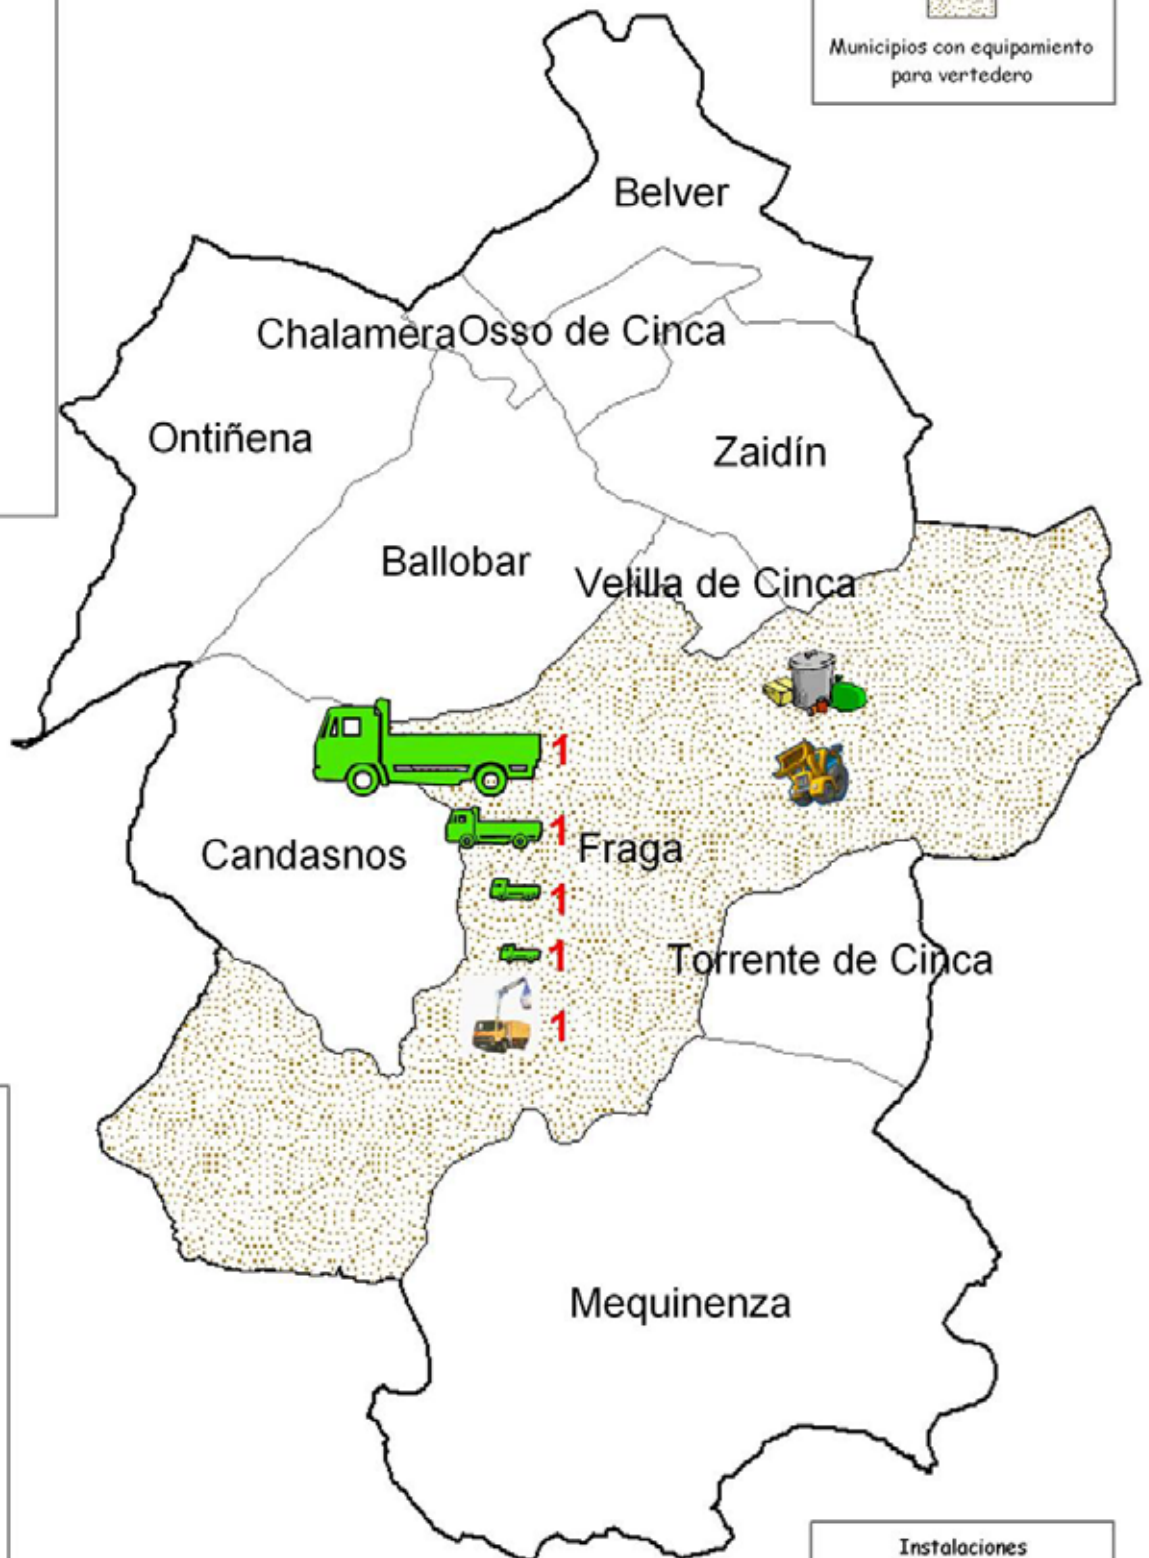 Municipios con equipamiento
para vertedero
Belver
Chalamera
Osso de Cinca
Ontiñena
Zaidín
Ballobar
Velilla de Cinca
1
1
Fraga
Candasnos
1
1
Torrente de Cinca
1
Mequinenza
Instalaciones